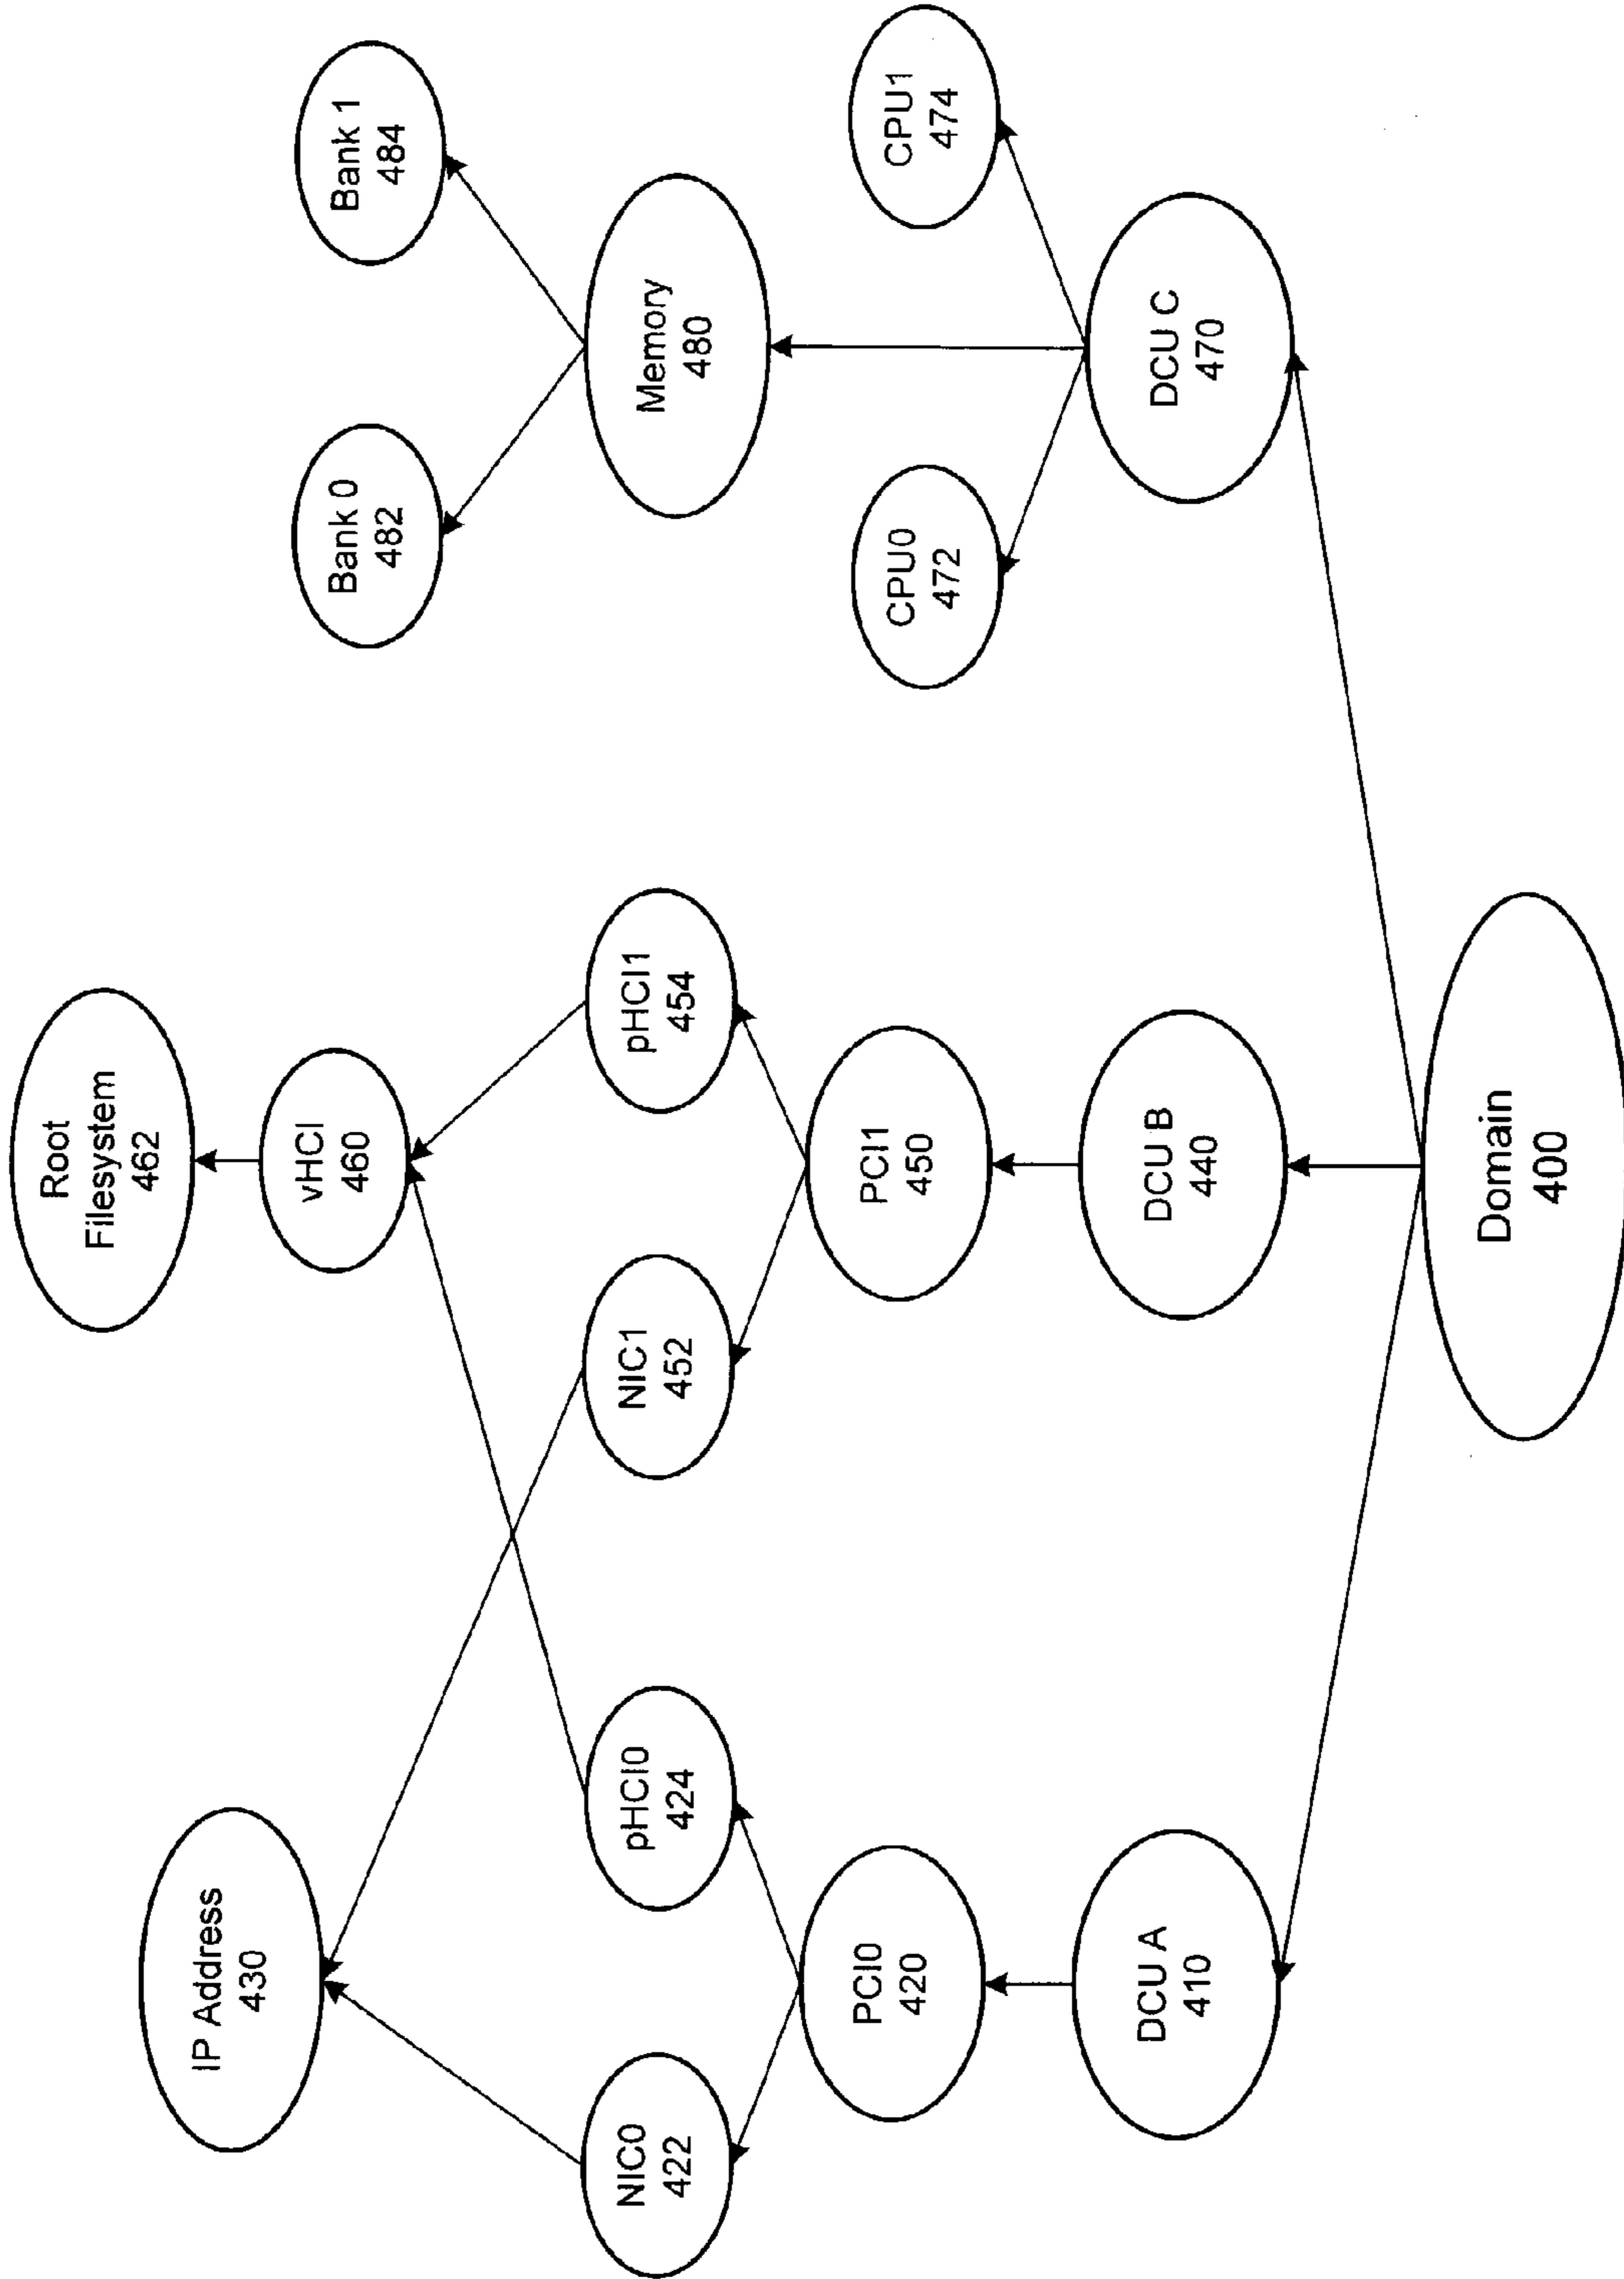 Root
Filesystem
462
IP Address
430
vHCI
460
Bank 0
482
Bank 1
484
NIC0
422
pHCI0
424
NIC1
452
pHCI1
454
Memory
480
PCI0
420
PCI1
450
CPU0
472
CPU1
474
DCU A
410
DCU B
440
DCU C
470
Domain
400